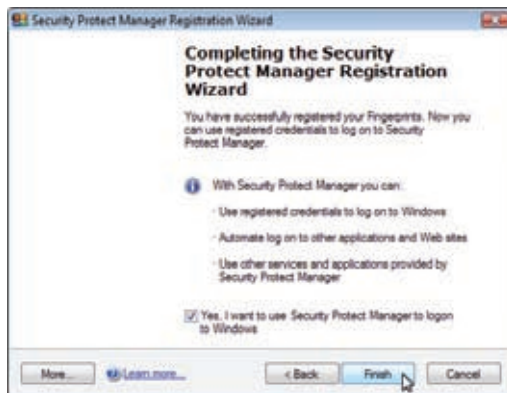 Security Protect Manager Registration Wizard
Completing the Security
Protect Manager Registration
Wizard
You have successfully registered your Fingerprints. Now you
can use registered credentials to log on to Security
Protect Manager.
With Security Protect Manager you can:
· Use registered credentials to log on to Windows
· Automate log on to other applications and Web sites
· Use other services and applications provided by
Security Protect Manager
Yes. I want to use Security Protect Manager to logon
to Windows
More... Learn more... < Back Finish Cancel